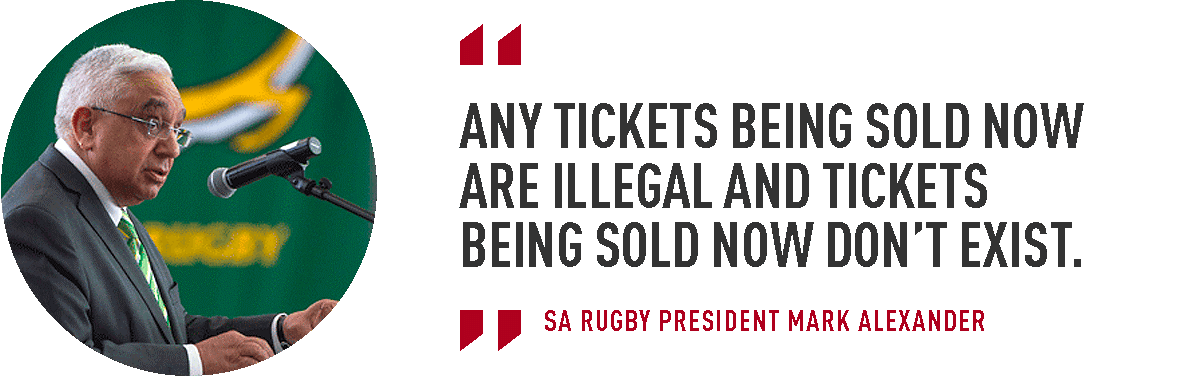 ANY TICKETS BEING SOLD NOW
ARE ILLEGAL AND TICKETS
BEING SOLD NOW DON’T EXIST.
SA RUGBY PRESIDENT MARK ALEXANDER
RUGBY